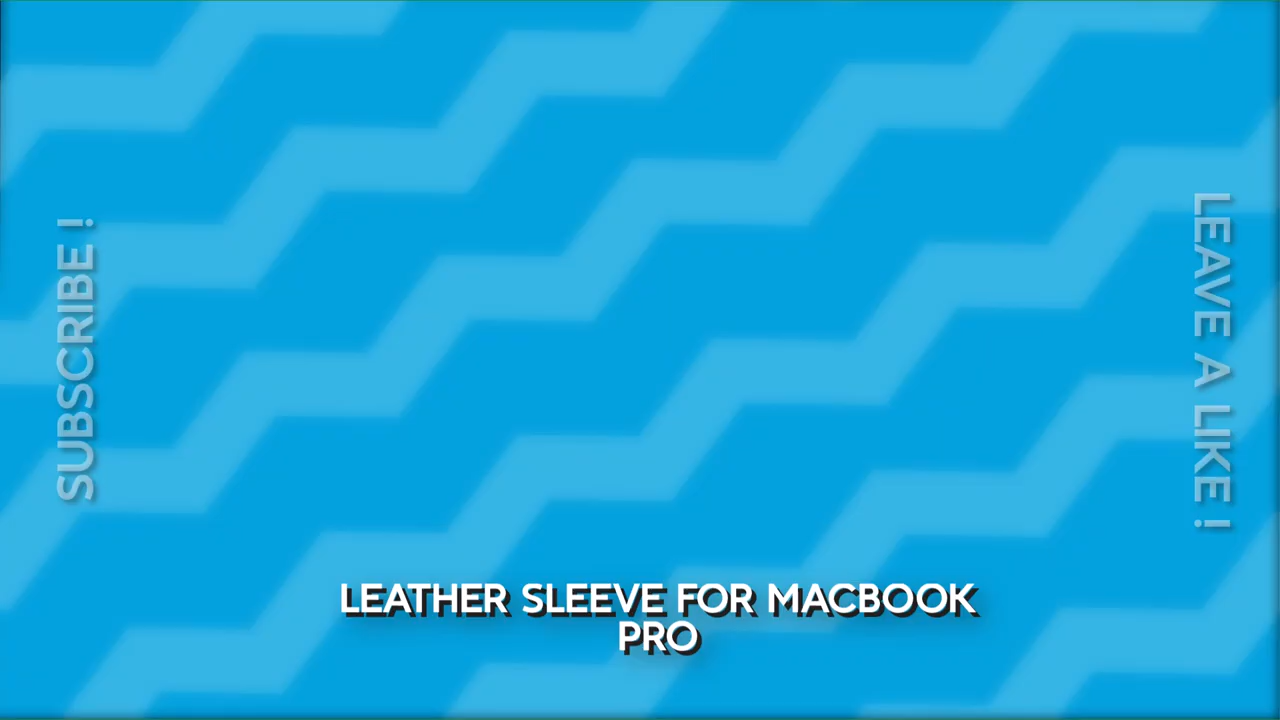 SUBSCRIBE !
LEAVE A LIKE !
LEATHER SLEEVE FOR MACBOOK
PRO